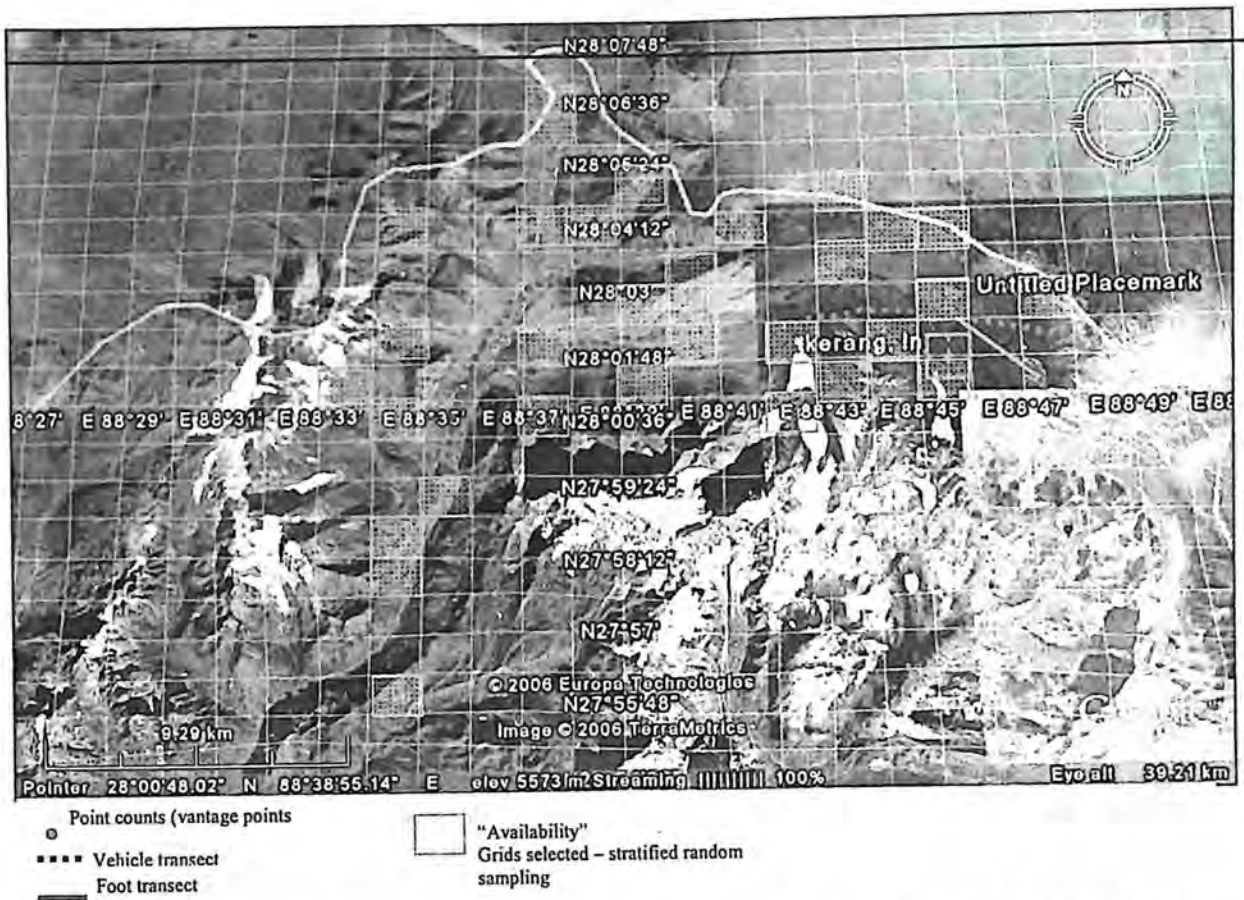 N28°07'48"
N
N28°06'36"
N28°05'24"
N28°04'12"
Untitled Placemark
N28°03'
N28°01'48"
kerang, In
8°27' E 88°29' E 88°31' E 88°33' E 88°35' E 88°37' E 88°41' E 88°43' E 88°45' E 88°47' E 88°49' E 88
N28°00'36"
N27°59'24"
N27°58'12"
N27°57'
© 2006 Europa Technologies
N27°55'48"
9.29 km
Image © 2006 TerraMetrics
Pointer 28°00'48.02" N 88°38'55.14" E elev 5573 m Streaming |||||||||| 100% Eye alt 39.21 km
Point counts (vantage points
Vehicle transect
Foot transect
"Availability"
Grids selected – stratified random
sampling